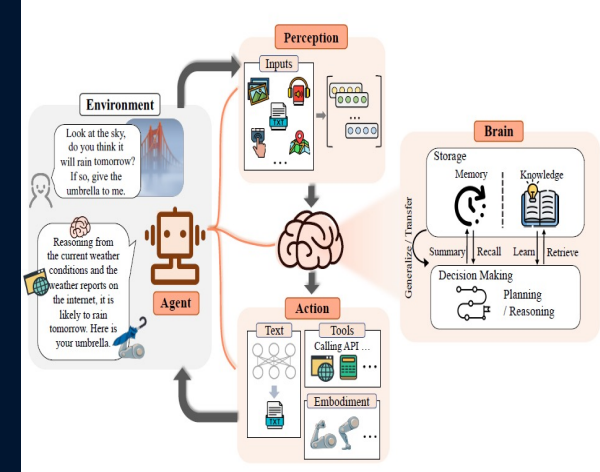 Perception
Inputs
TXT
...
Environment
Look at the sky,
do you think it
will rain tomorrow?
If so, give the
umbrella to me.
Reasoning from
the current weather
conditions and the
weather reports on
the internet, it is
likely to rain
tomorrow. Here is
your umbrella.
Agent
Brain
Storage
Memory
Knowledge
Generalize / Transfer
Summary
Recall
Learn
Retrieve
Decision Making
Planning
/ Reasoning
Action
Text
TXT
Tools
Calling API ...
...
Embodiment
...